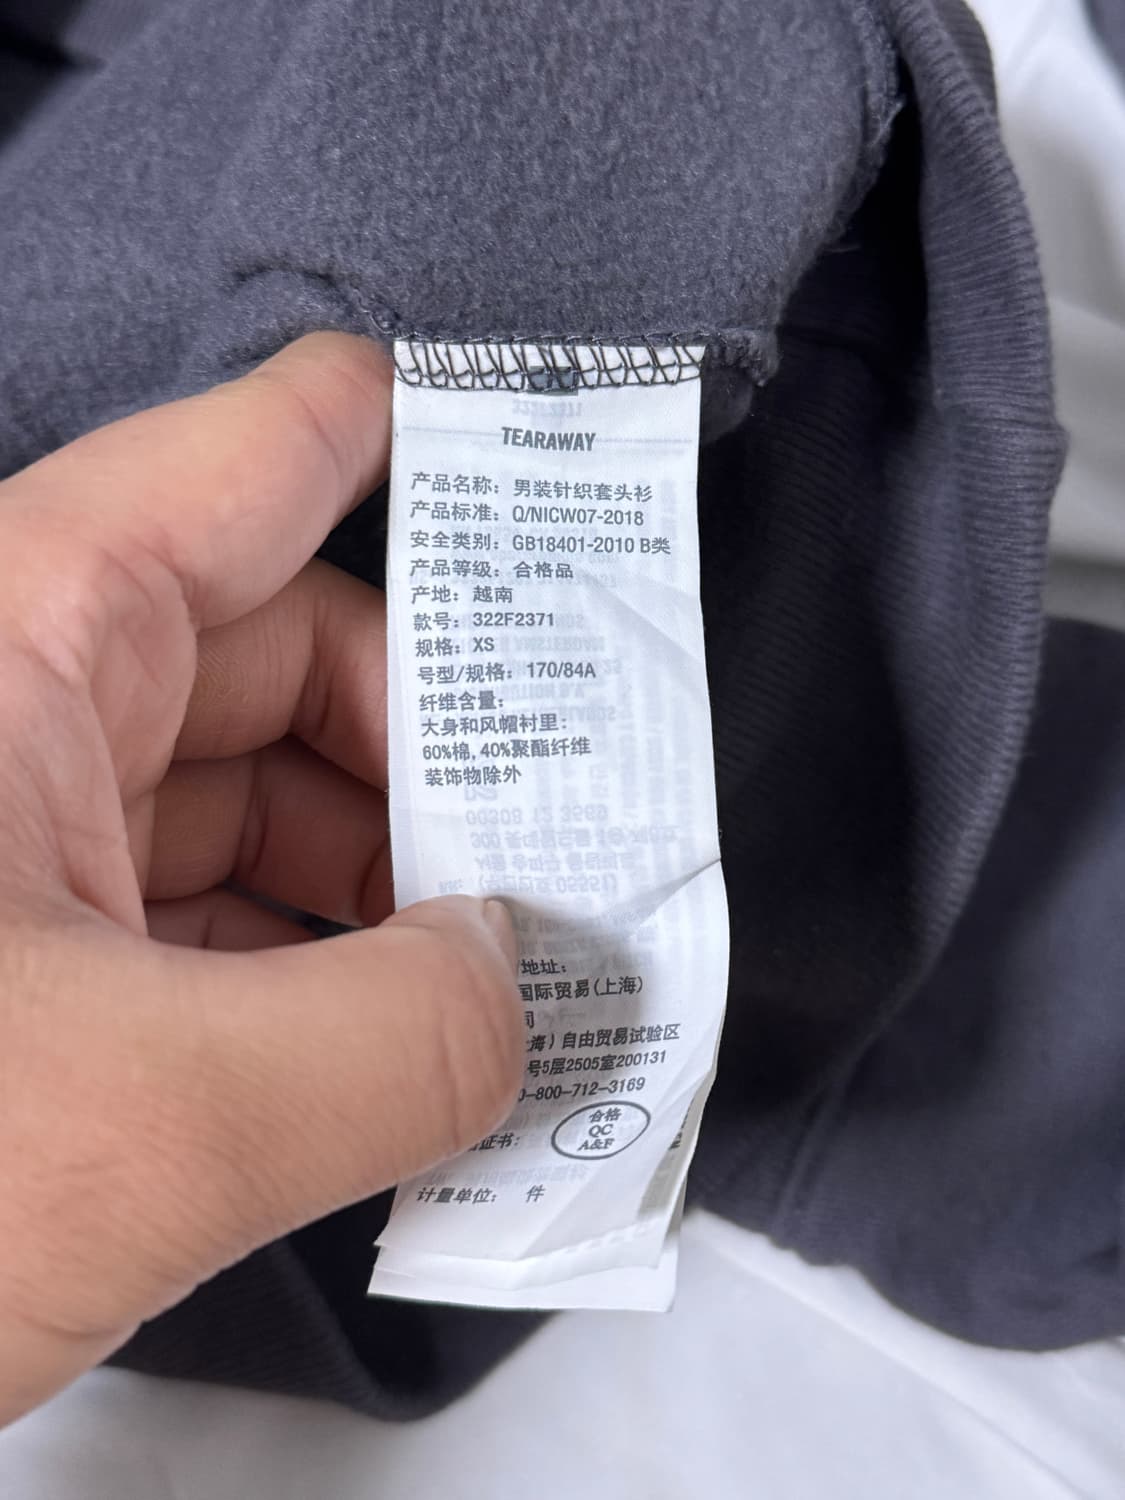 TEARAWAY
产品名称：男装针织套头衫
产品标准：Q/NICW07-2018
安全类别：GB18401-2010 B类
产品等级：合格品
产地：越南
款号：322F2371
规格：XS
号型/规格：170/84A
纤维含量：
大身和风帽衬里：
60%棉，40%聚酯纤维
装饰物除外
/地址：
国际贸易(上海)
司
海）自由贸易试验区
号5层2505室200131
–800–712–3169
合格
QC
A&F
证书：
计量单位： 件